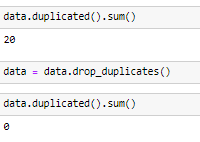 data.duplicated().sum()
20
data = data.drop_duplicates()
data.duplicated().sum()
0